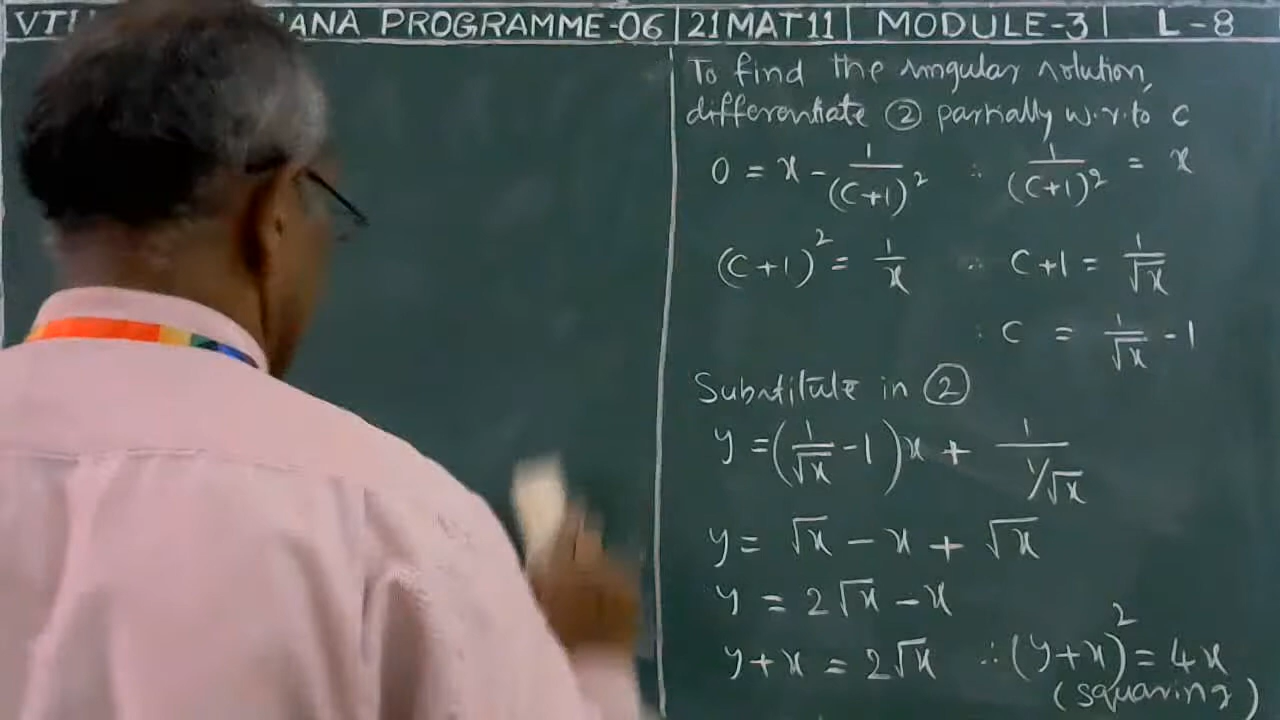 ANA PROGRAMME-06 | 21MAT11 | MODULE-3 | L-8
To find the singular solution,
differentiate ② partially w.r.to c
0 = x - 1/(C+1)² ∴ 1/(C+1)² = x
(C+1)² = 1/x ∴ C+1 = 1/√x
∴ C = 1/√x - 1
Substitute in ②
y = (1/√x - 1)x + 1/(1/√x)
y = √x - x + √x
y = 2√x - x
y + x = 2√x ∴ (y+x)² = 4x
(squaring)